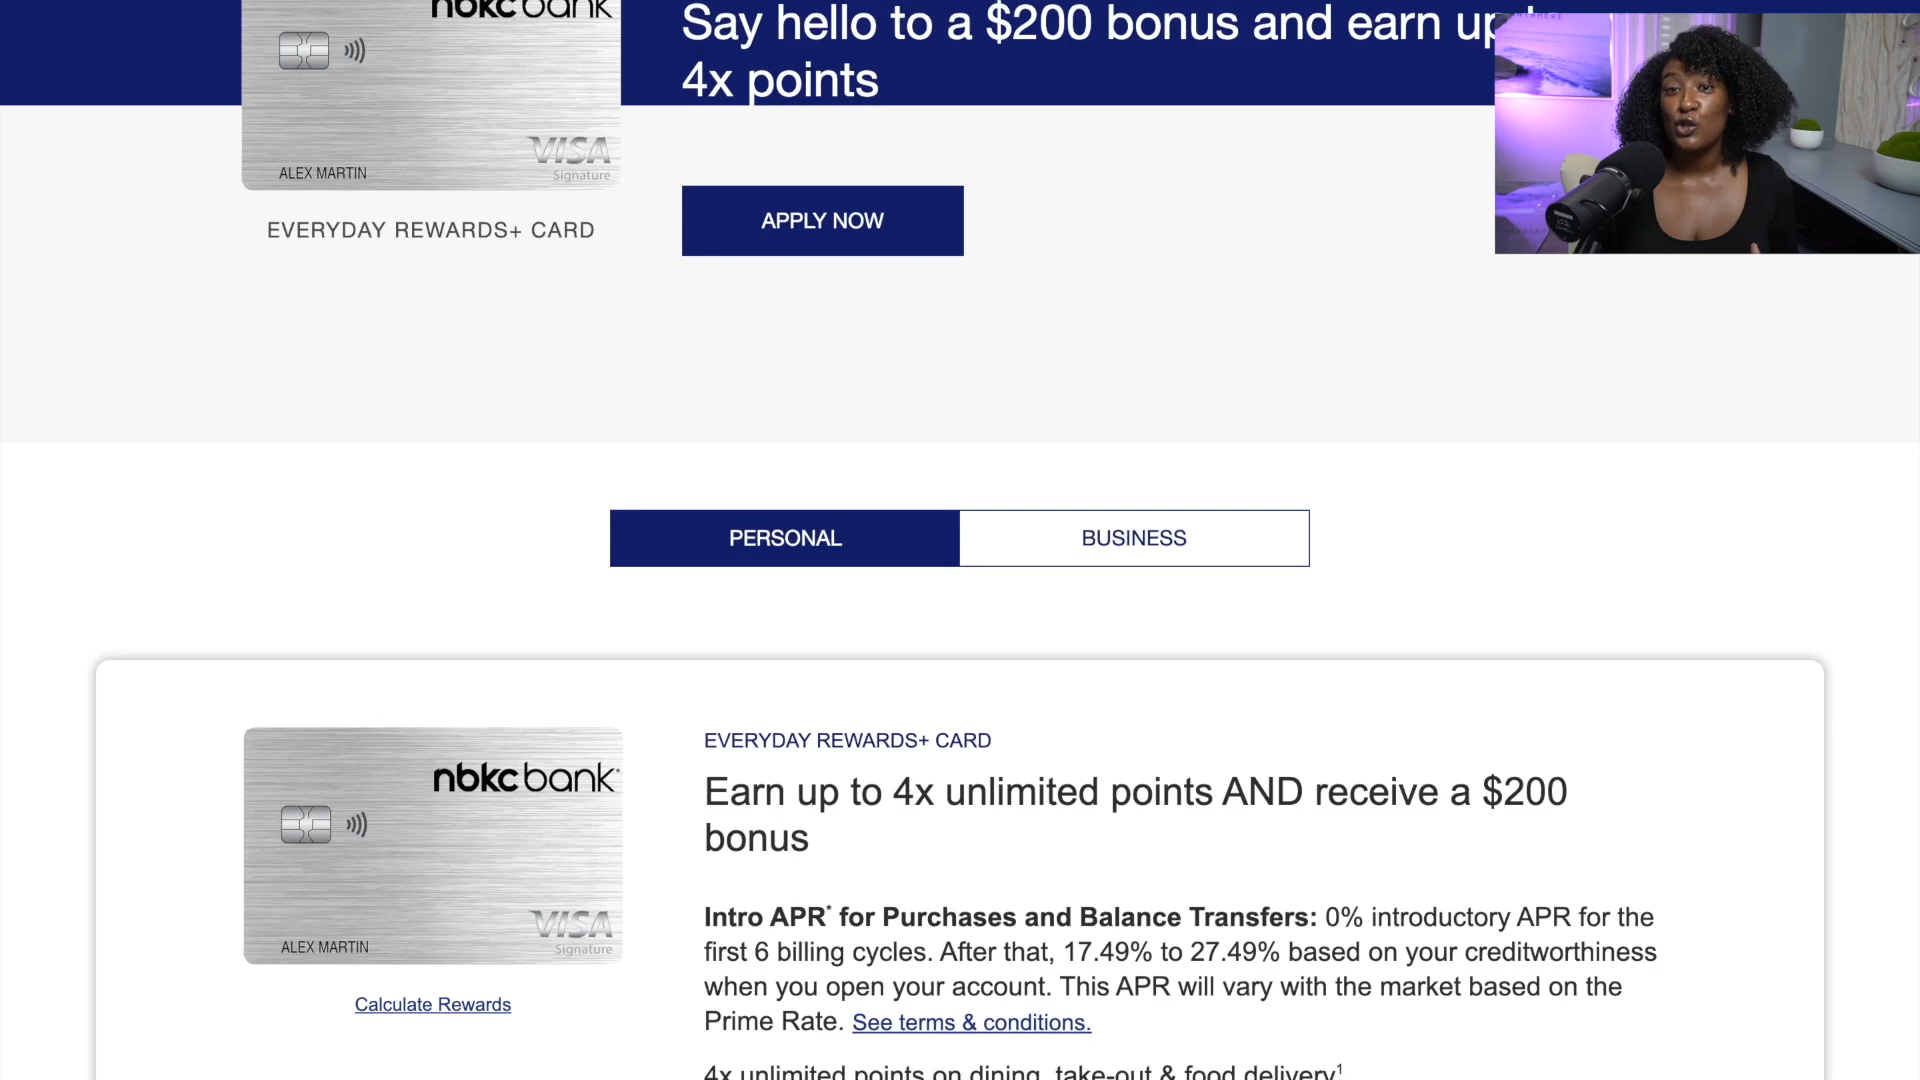 nbkc bank
Say hello to a $200 bonus and earn up
4x points
VISA
Signature
ALEX MARTIN
EVERYDAY REWARDS+ CARD
APPLY NOW
PERSONAL
BUSINESS
nbkc bank
VISA
Signature
ALEX MARTIN
Calculate Rewards
EVERYDAY REWARDS+ CARD
Earn up to 4x unlimited points AND receive a $200
bonus
Intro APR* for Purchases and Balance Transfers: 0% introductory APR for the
first 6 billing cycles. After that, 17.49% to 27.49% based on your creditworthiness
when you open your account. This APR will vary with the market based on the
Prime Rate. See terms & conditions.
4x unlimited points on dining, take-out & food delivery¹